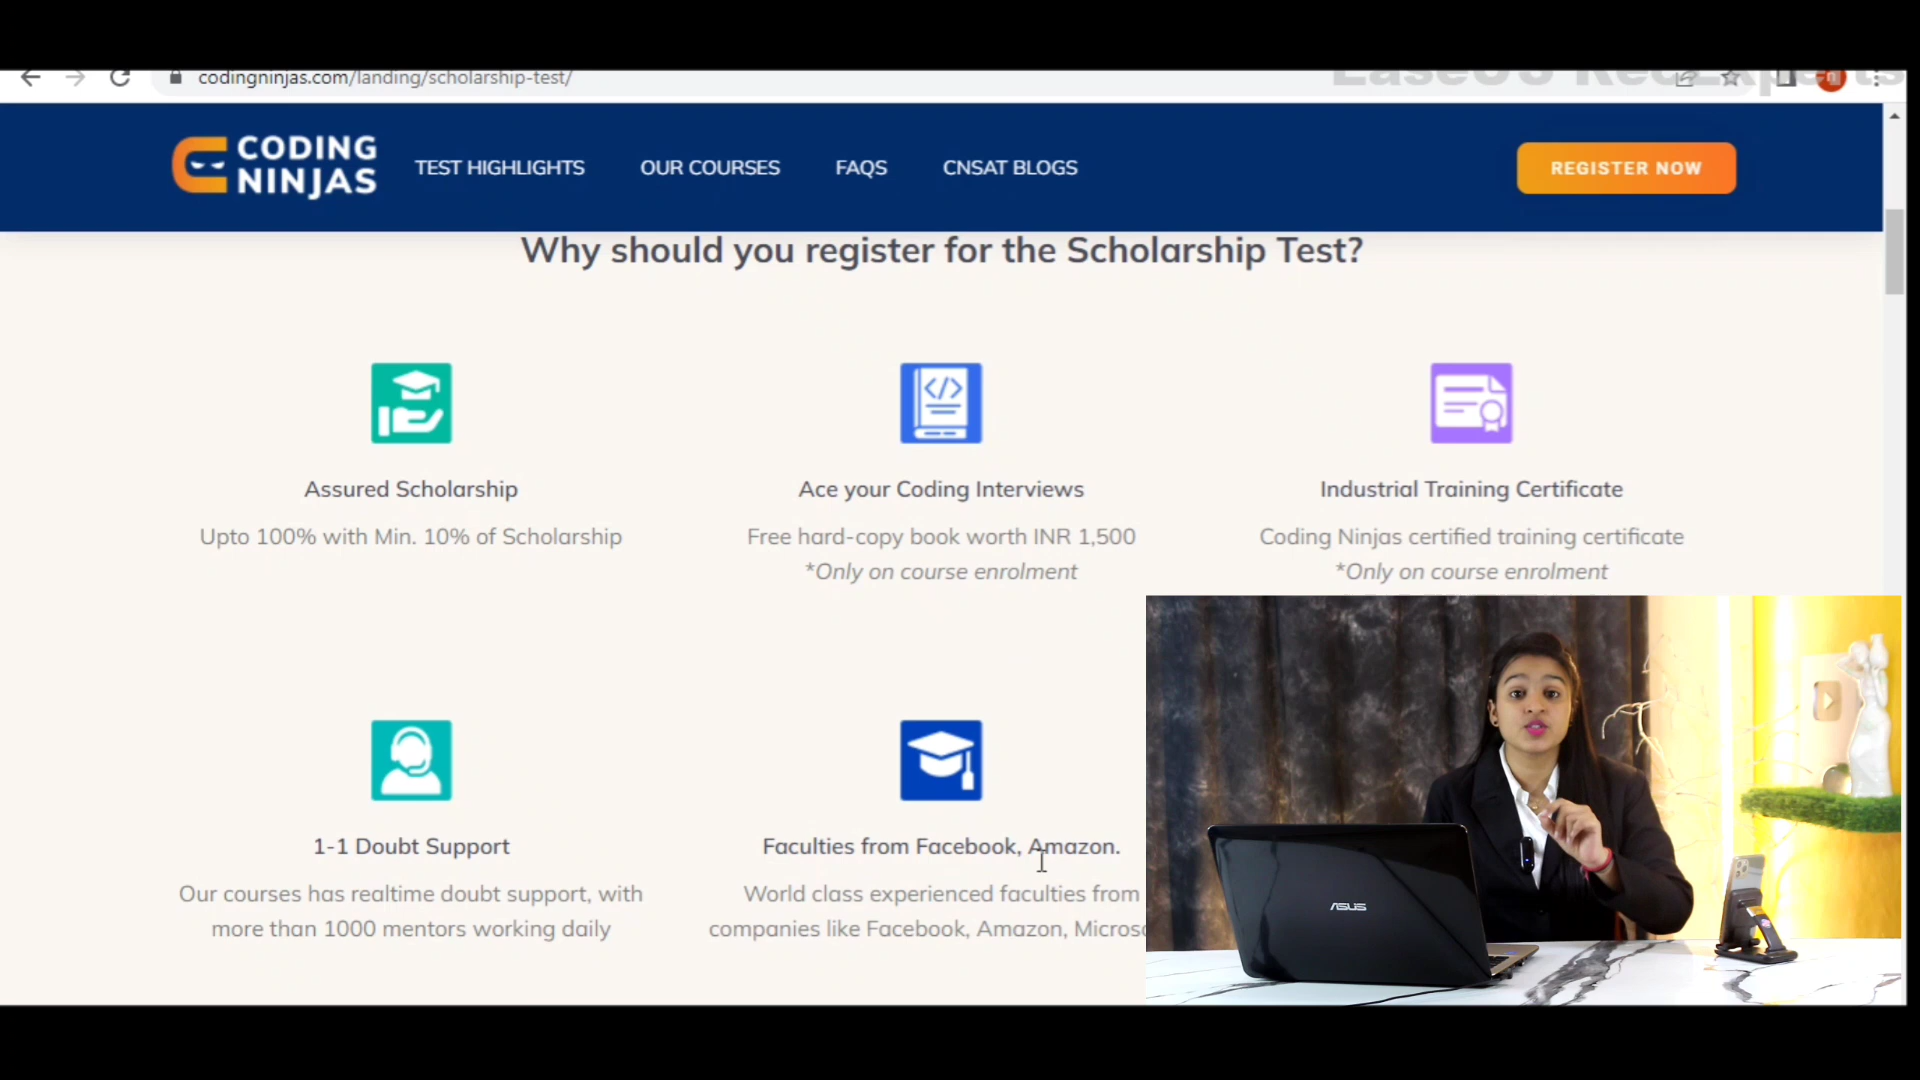 codingninjas.com/landing/scholarship-test/
EaseUS RecExperts
CODING
NINJAS
TEST HIGHLIGHTS
OUR COURSES
FAQS
CNSAT BLOGS
REGISTER NOW
Why should you register for the Scholarship Test?
Assured Scholarship
Upto 100% with Min. 10% of Scholarship
Ace your Coding Interviews
Free hard-copy book worth INR 1,500
*Only on course enrolment
Industrial Training Certificate
Coding Ninjas certified training certificate
*Only on course enrolment
1-1 Doubt Support
Our courses has realtime doubt support, with
more than 1000 mentors working daily
Faculties from Facebook, Amazon.
World class experienced faculties from
companies like Facebook, Amazon, Microso
ASUS